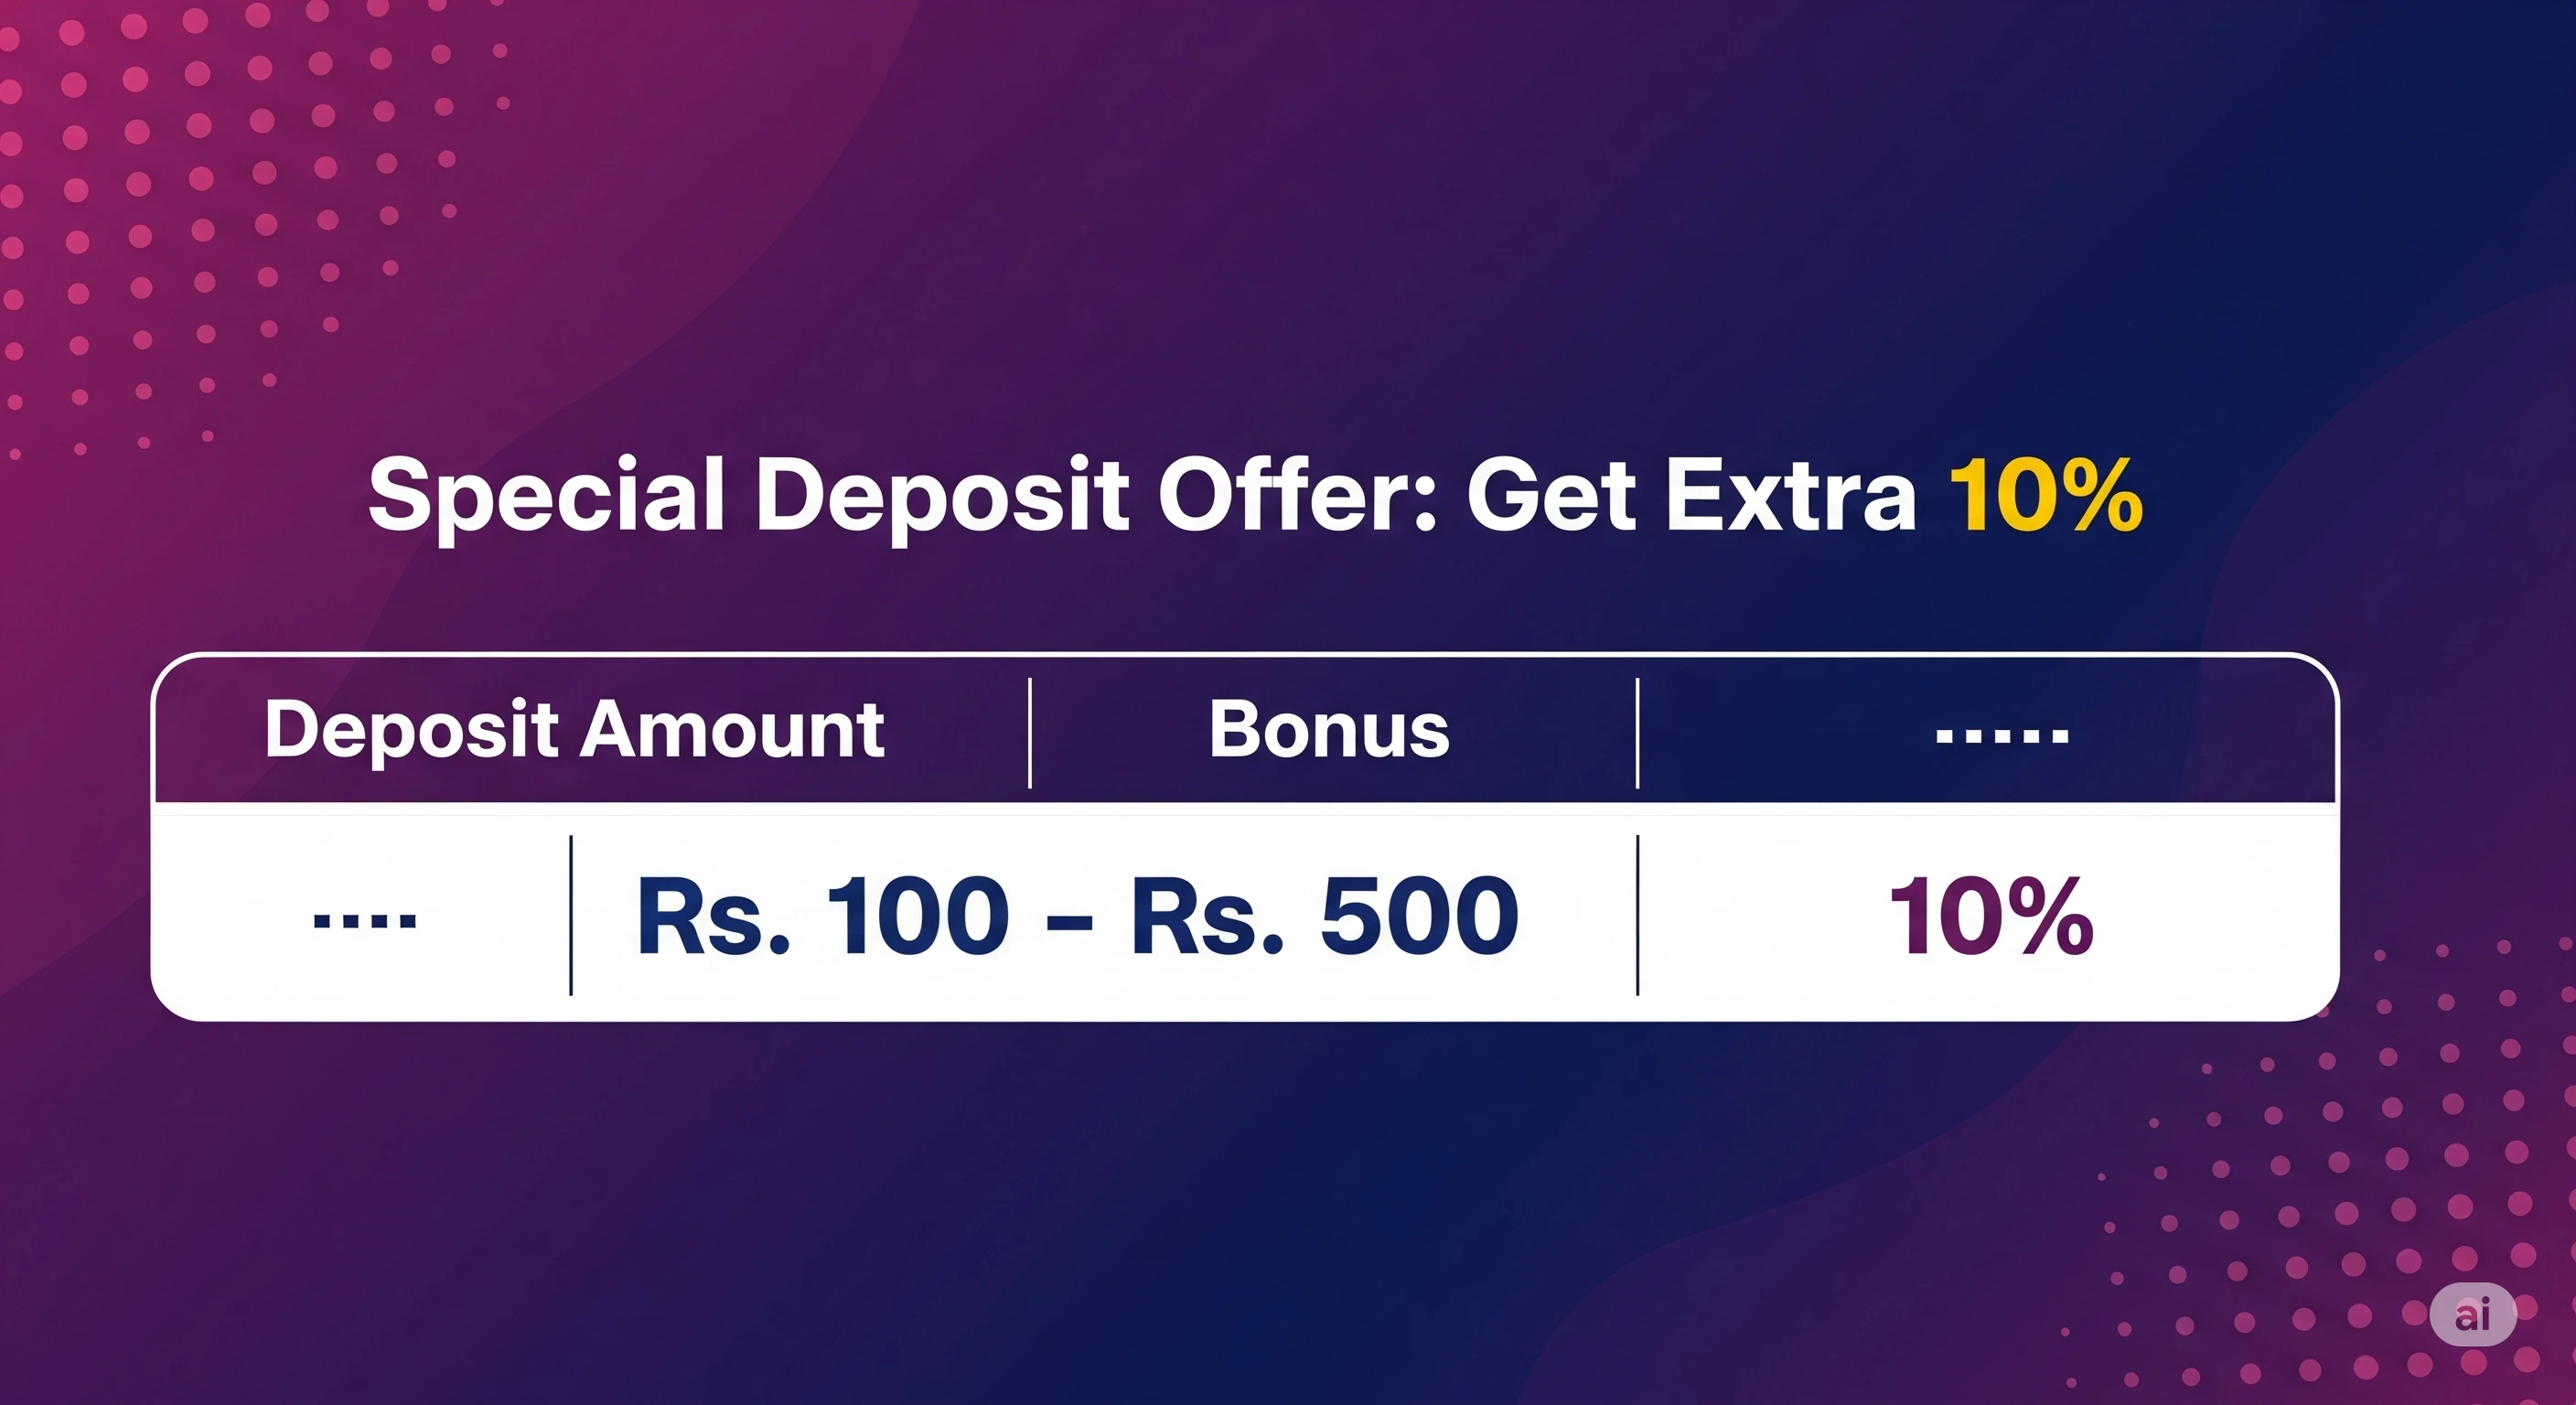 Special Deposit Offer: Get Extra 10%
Deposit Amount Bonus .....
.... Rs. 100 – Rs. 500 10%
ai